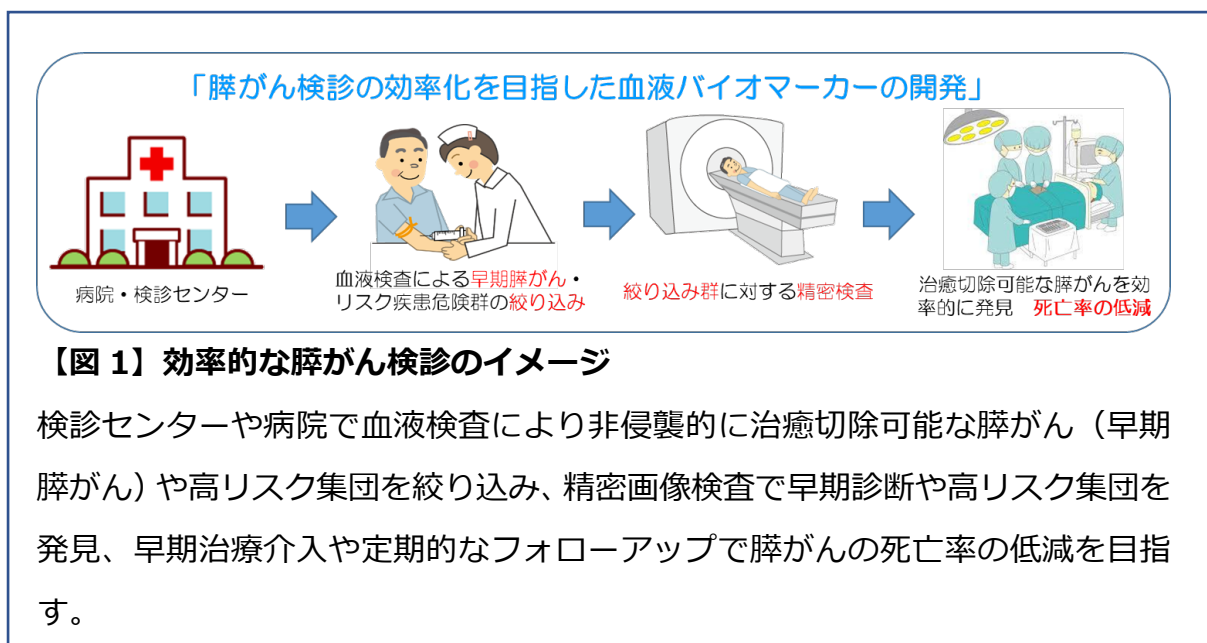 「膵がん検診の効率化を目指した血液バイオマーカーの開発」
病院・検診センター
血液検査による早期膵がん・
リスク疾患危険群の絞り込み
絞り込み群に対する精密検査
治癒切除可能な膵がんを効
率的に発見 死亡率の低減
【図 1】効率的な膵がん検診のイメージ
検診センターや病院で血液検査により非侵襲的に治癒切除可能な膵がん（早期
膵がん）や高リスク集団を絞り込み、精密画像検査で早期診断や高リスク集団を
発見、早期治療介入や定期的なフォローアップで膵がんの死亡率の低減を目指
す。